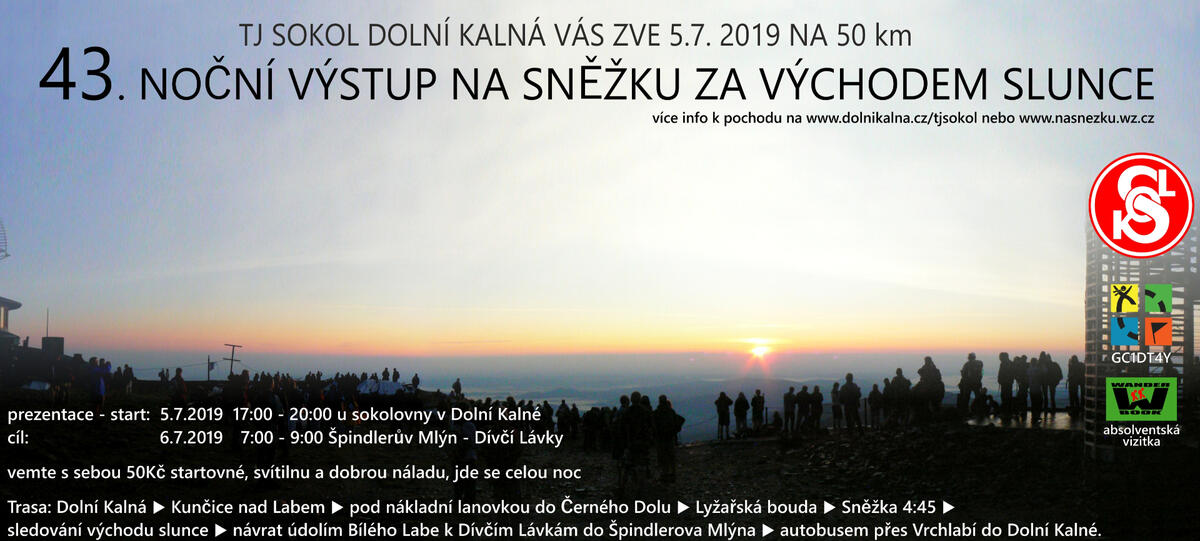 TJ SOKOL DOLNÍ KALNÁ VÁS ZVE 5.7. 2019 NA 50 km
43. NOČNÍ VÝSTUP NA SNĚŽKU ZA VÝCHODEM SLUNCE
více info k pochodu na www.dolnikalna.cz/tjsokol nebo www.nasnezku.wz.cz
SOKL
GC1DT4Y
WANDER
KK
W
BOOK
absolventská
vizitka
prezentace - start: 5.7.2019 17:00 - 20:00 u sokolovny v Dolní Kalné
cíl: 6.7.2019 7:00 - 9:00 Špindlerův Mlýn - Dívčí Lávky
vemte s sebou 50Kč startovné, svítilnu a dobrou náladu, jde se celou noc
Trasa: Dolní Kalná ▶ Kunčice nad Labem ▶ pod nákladní lanovkou do Černého Dolu ▶ Lyžařská bouda ▶ Sněžka 4:45 ▶
sledování východu slunce ▶ návrat údolím Bílého Labe k Dívčím Lávkám do Špindlerova Mlýna ▶ autobusem přes Vrchlabí do Dolní Kalné.